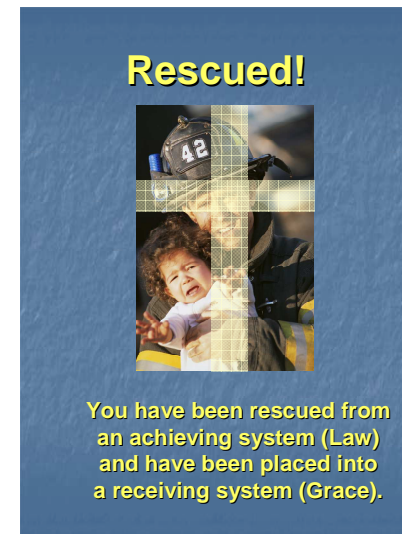 Rescued!
42
You have been rescued from
an achieving system (Law)
and have been placed into
a receiving system (Grace).